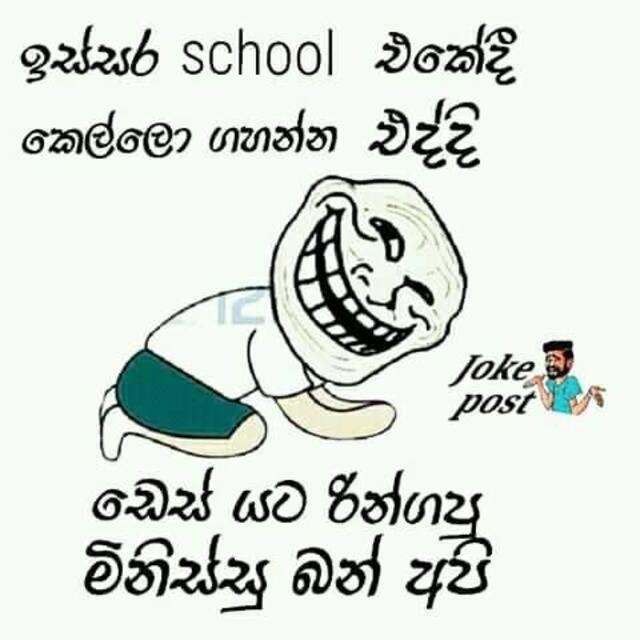 ඉස්සර school එකේදී
කෙල්ලො ගහන්න එද්දි
Joke
post
ඩෙස් යට රින්ගපු
මිනිස්සු බන් අපි